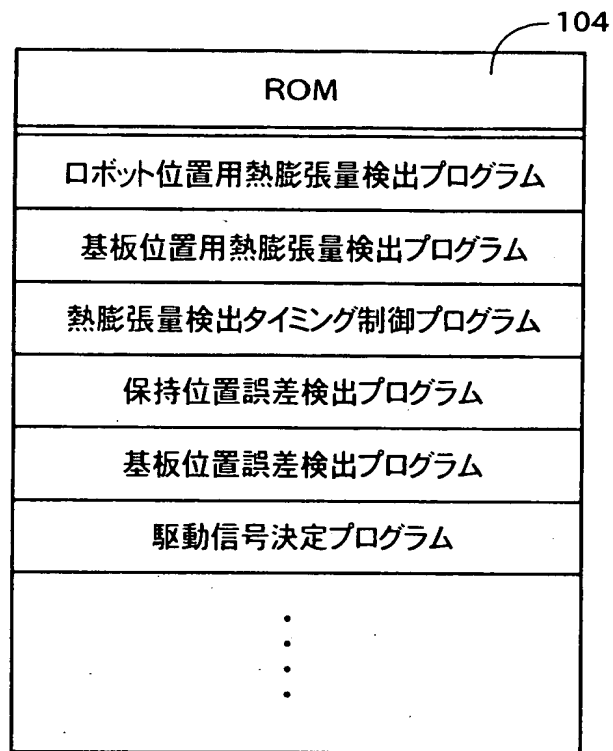 104
ROM
ロボット位置用熱膨張量検出プログラム
基板位置用熱膨張量検出プログラム
熱膨張量検出タイミング制御プログラム
保持位置誤差検出プログラム
基板位置誤差検出プログラム
駆動信号決定プログラム